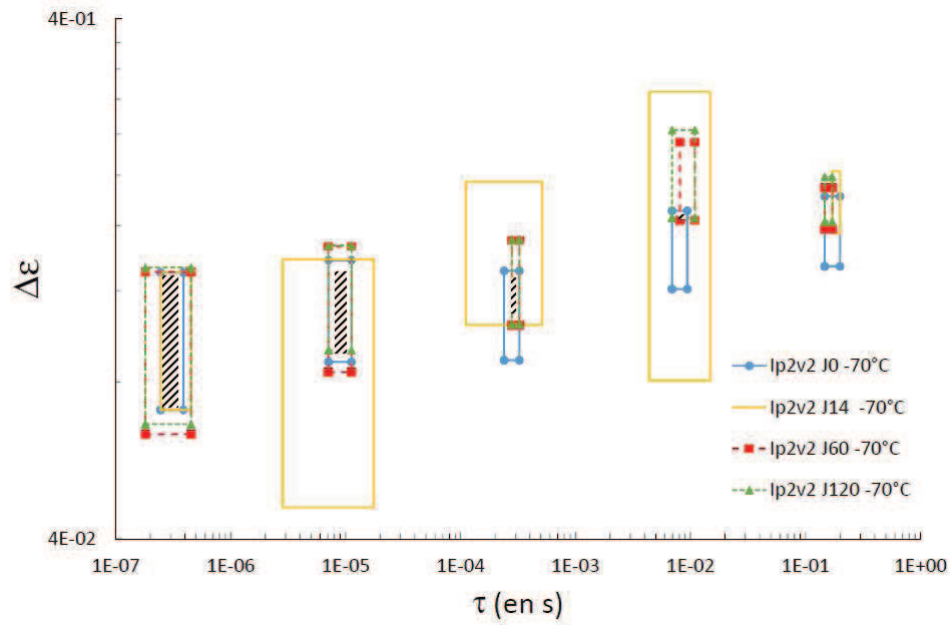 4E-01
Δε
4E-02
1E-07 1E-06 1E-05 1E-04 1E-03 1E-02 1E-01 1E+00
τ (en s)
Ip2v2 J0 -70°C
Ip2v2 J14 -70°C
Ip2v2 J60 -70°C
Ip2v2 J120 -70°C